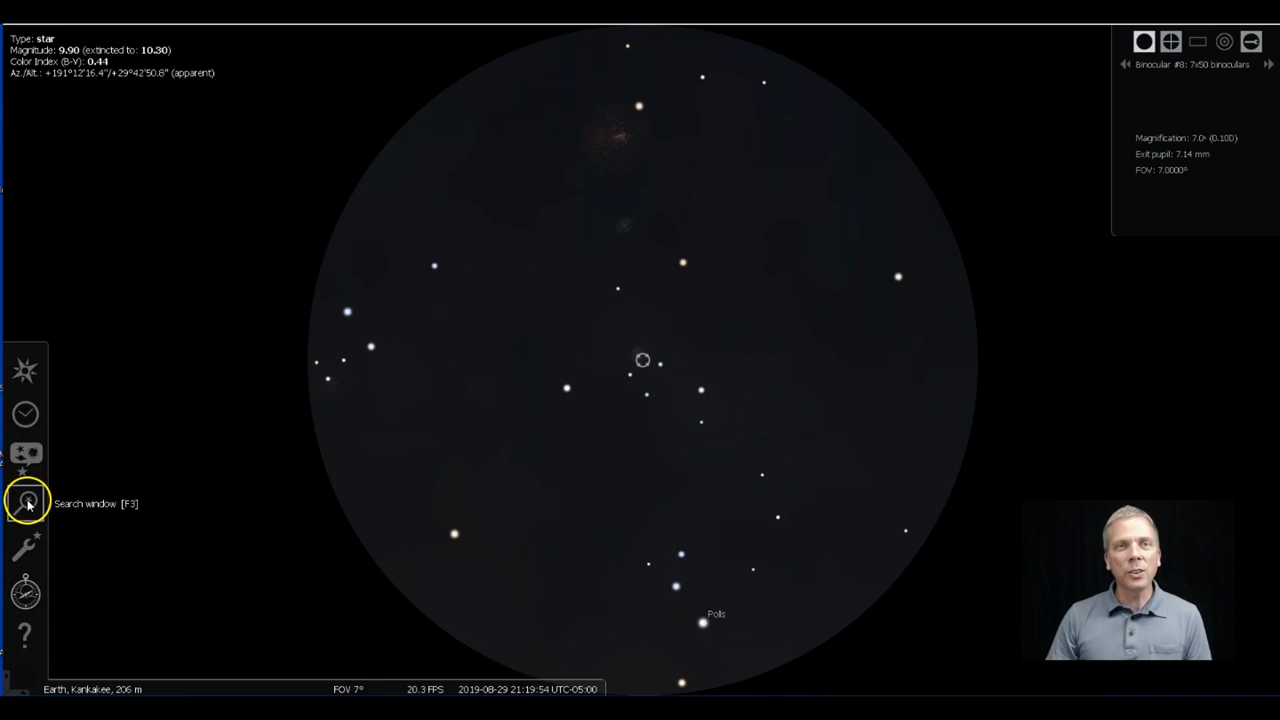 Type: star
Magnitude: 9.90 (extincted to: 10.30)
Color Index (B-V): 0.44
Az./Alt.: +191°12'16.4"/+29°42'50.8" (apparent)
Binocular #8: 7x50 binoculars
Magnification: 7.0× (0.10D)
Exit pupil: 7.14 mm
FOV: 7.0000°
Search window [F3]
Polis
Earth, Kankakee, 206 m FOV 7° 20.3 FPS 2019-08-29 21:19:54 UTC-05:00